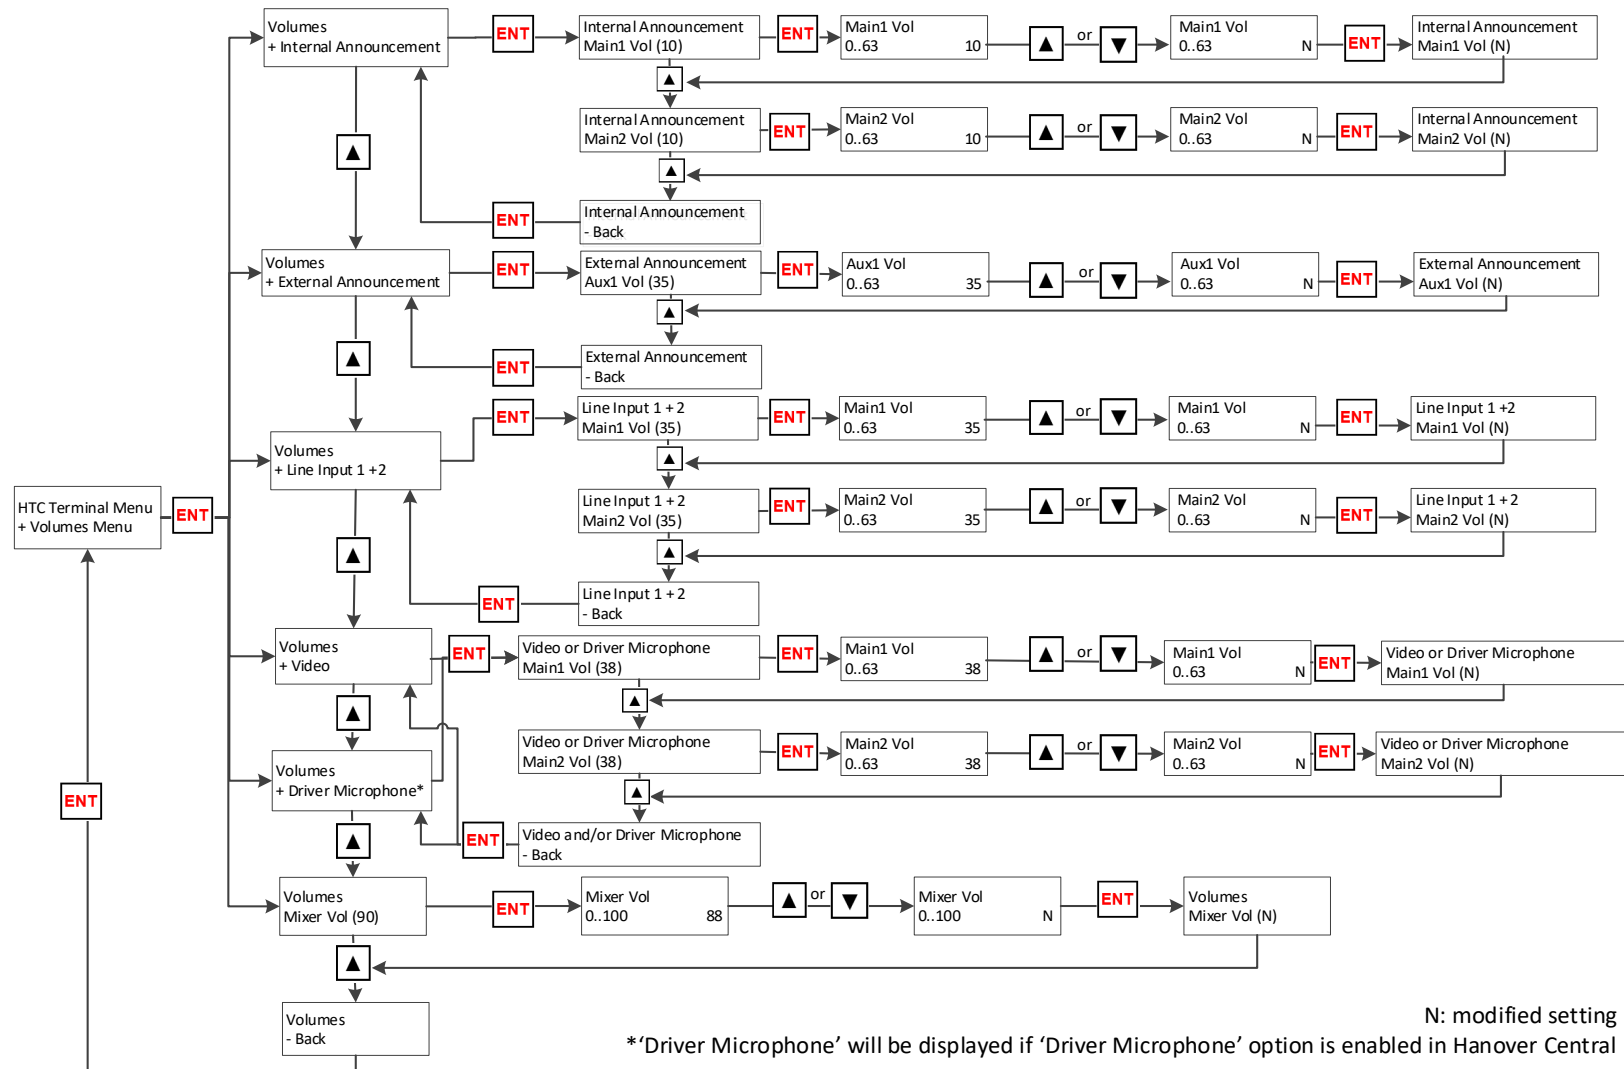 Volumes
+ Internal Announcement
ENT
Internal Announcement
Main1 Vol (10)
ENT
Main1 Vol
0..63 10
▲ or ▼
Main1 Vol
0..63 N
ENT
Internal Announcement
Main1 Vol (N)
▲
Internal Announcement
Main2 Vol (10)
ENT
Main2 Vol
0..63 10
▲ or ▼
Main2 Vol
0..63 N
ENT
Internal Announcement
Main2 Vol (N)
▲
▲
ENT
Internal Announcement
- Back
Volumes
+ External Announcement
ENT
External Announcement
Aux1 Vol (35)
ENT
Aux1 Vol
0..63 35
▲ or ▼
Aux1 Vol
0..63 N
ENT
External Announcement
Aux1 Vol (N)
▲
▲
ENT
External Announcement
- Back
Volumes
+ Line Input 1 +2
ENT
Line Input 1 + 2
Main1 Vol (35)
ENT
Main1 Vol
0..63 35
▲ or ▼
Main1 Vol
0..63 N
ENT
Line Input 1 +2
Main1 Vol (N)
▲
HTC Terminal Menu
+ Volumes Menu
ENT
Line Input 1 + 2
Main2 Vol (35)
ENT
Main2 Vol
0..63 35
▲ or ▼
Main2 Vol
0..63 N
ENT
Line Input 1 + 2
Main2 Vol (N)
▲
▲
ENT
Line Input 1 + 2
- Back
Volumes
+ Video
ENT
Video or Driver Microphone
Main1 Vol (38)
ENT
Main1 Vol
0..63 38
▲ or ▼
Main1 Vol
0..63 N
ENT
Video or Driver Microphone
Main1 Vol (N)
▲
▲
Volumes
+ Driver Microphone*
Video or Driver Microphone
Main2 Vol (38)
ENT
Main2 Vol
0..63 38
▲ or ▼
Main2 Vol
0..63 N
ENT
Video or Driver Microphone
Main2 Vol (N)
▲
ENT
▲
ENT
Video and/or Driver Microphone
- Back
Volumes
Mixer Vol (90)
ENT
Mixer Vol
0..100 88
▲ or ▼
Mixer Vol
0..100 N
ENT
Volumes
Mixer Vol (N)
▲
Volumes
- Back
N: modified setting
*‘Driver Microphone’ will be displayed if ‘Driver Microphone’ option is enabled in Hanover Central